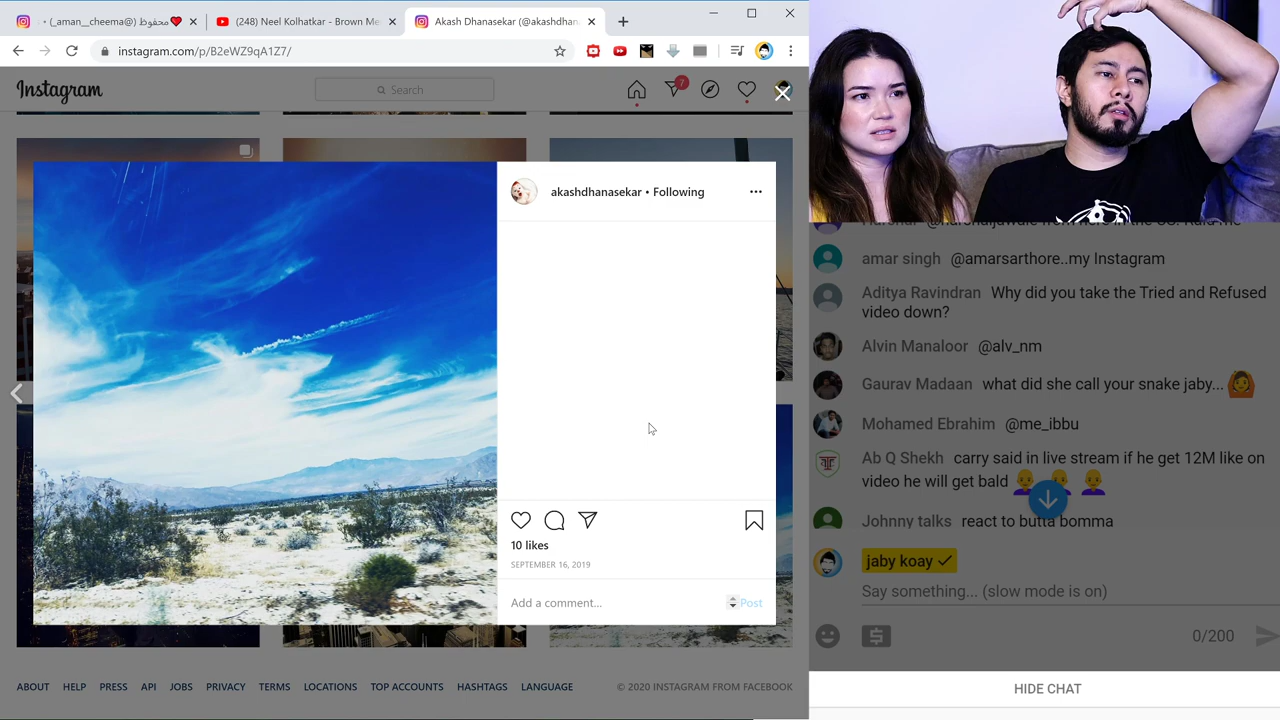 محفوظ (@_aman__cheema)
(248) Neel Kolhatkar - Brown Me
Akash Dhanasekar (@akashdhan
instagram.com/p/B2eWZ9qA1Z7/
Instagram
Search
7
akashdhanasekar • Following
10 likes
SEPTEMBER 16, 2019
Add a comment...
Post
ABOUT HELP PRESS API JOBS PRIVACY TERMS LOCATIONS TOP ACCOUNTS HASHTAGS LANGUAGE © 2020 INSTAGRAM FROM FACEBOOK
amar singh @amarsarthore..my Instagram
Aditya Ravindran Why did you take the Tried and Refused
video down?
Alvin Manaloor @alv_nm
Gaurav Madaan what did she call your snake jaby...
Mohamed Ebrahim @me_ibbu
Ab Q Shekh carry said in live stream if he get 12M like on
video he will get bald
Johnny talks react to butta bomma
jaby koay
Say something... (slow mode is on)
0/200
HIDE CHAT